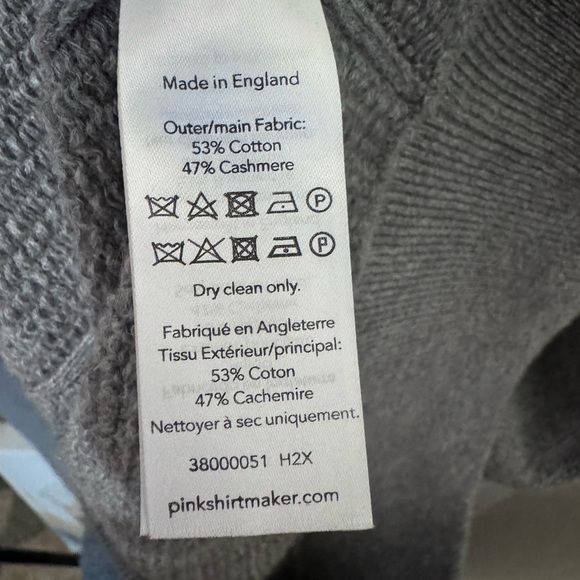 Made in England
Outer/main Fabric:
53% Cotton
47% Cashmere
P
P
Dry clean only.
Fabriqué en Angleterre
Tissu Extérieur/principal:
53% Coton
47% Cachemire
Nettoyer à sec uniquement.
38000051 H2X
pinkshirtmaker.com